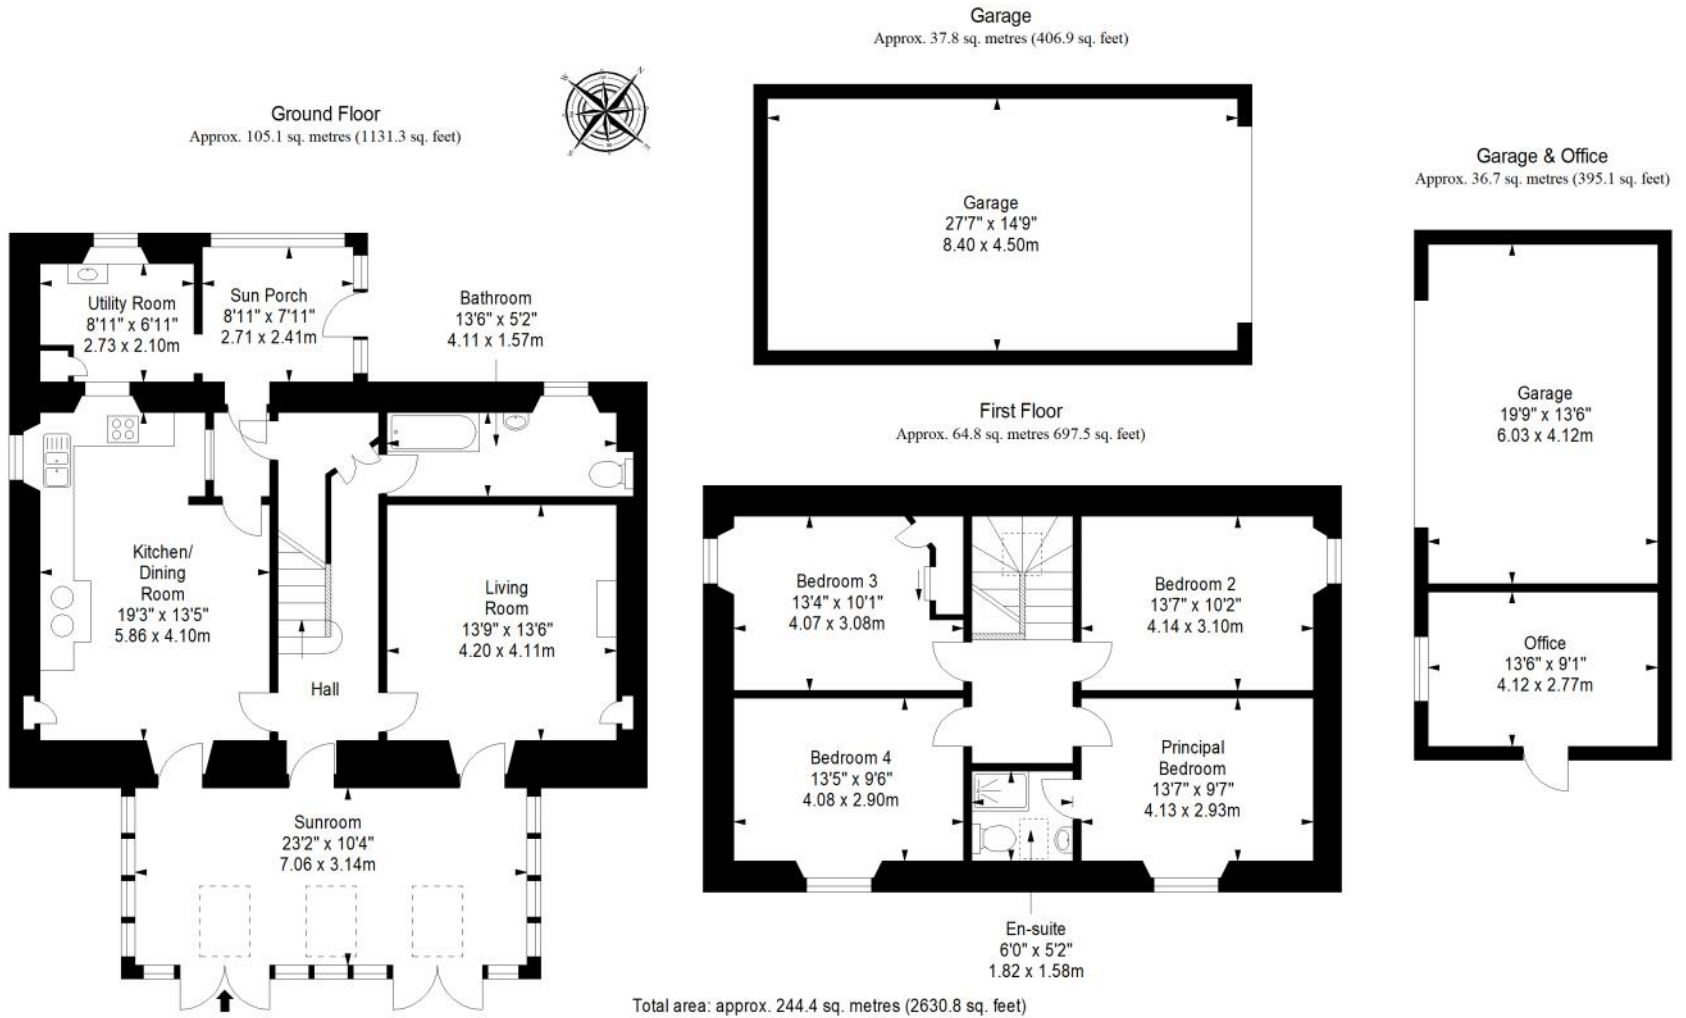 Garage
Approx. 37.8 sq. metres (406.9 sq. feet)
Ground Floor
Approx. 105.1 sq. metres (1131.3 sq. feet)
W
N
S
E
Garage & Office
Approx. 36.7 sq. metres (395.1 sq. feet)
Garage
27'7" x 14'9"
8.40 x 4.50m
Utility Room
8'11" x 6'11"
2.73 x 2.10m
Sun Porch
8'11" x 7'11"
2.71 x 2.41m
Bathroom
13'6" x 5'2"
4.11 x 1.57m
Garage
19'9" x 13'6"
6.03 x 4.12m
First Floor
Approx. 64.8 sq. metres 697.5 sq. feet)
Kitchen/
Dining
Room
19'3" x 13'5"
5.86 x 4.10m
Living
Room
13'9" x 13'6"
4.20 x 4.11m
Hall
Bedroom 3
13'4" x 10'1"
4.07 x 3.08m
Bedroom 2
13'7" x 10'2"
4.14 x 3.10m
Office
13'6" x 9'1"
4.12 x 2.77m
Bedroom 4
13'5" x 9'6"
4.08 x 2.90m
Principal
Bedroom
13'7" x 9'7"
4.13 x 2.93m
Sunroom
23'2" x 10'4"
7.06 x 3.14m
En-suite
6'0" x 5'2"
1.82 x 1.58m
Total area: approx. 244.4 sq. metres (2630.8 sq. feet)